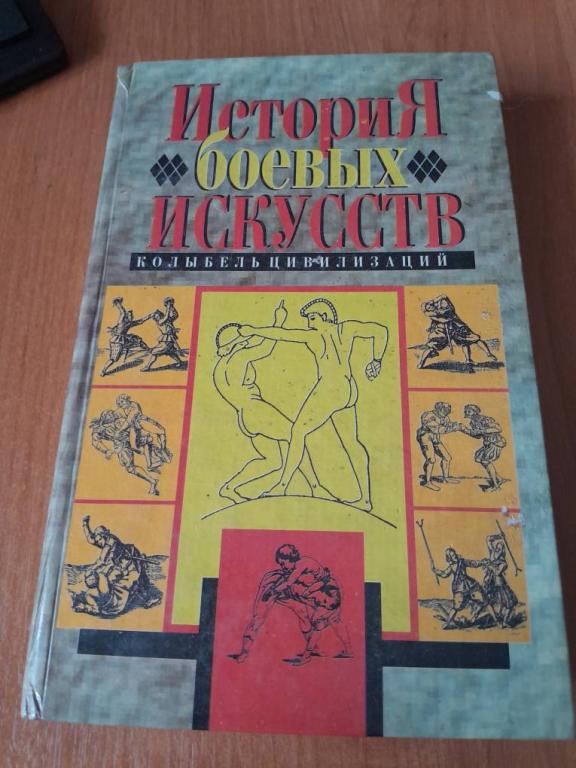 ИсториЯ
боевых
ИСКУССТВ
КОЛЫБЕЛЬ ЦИВИЛИЗАЦИЙ